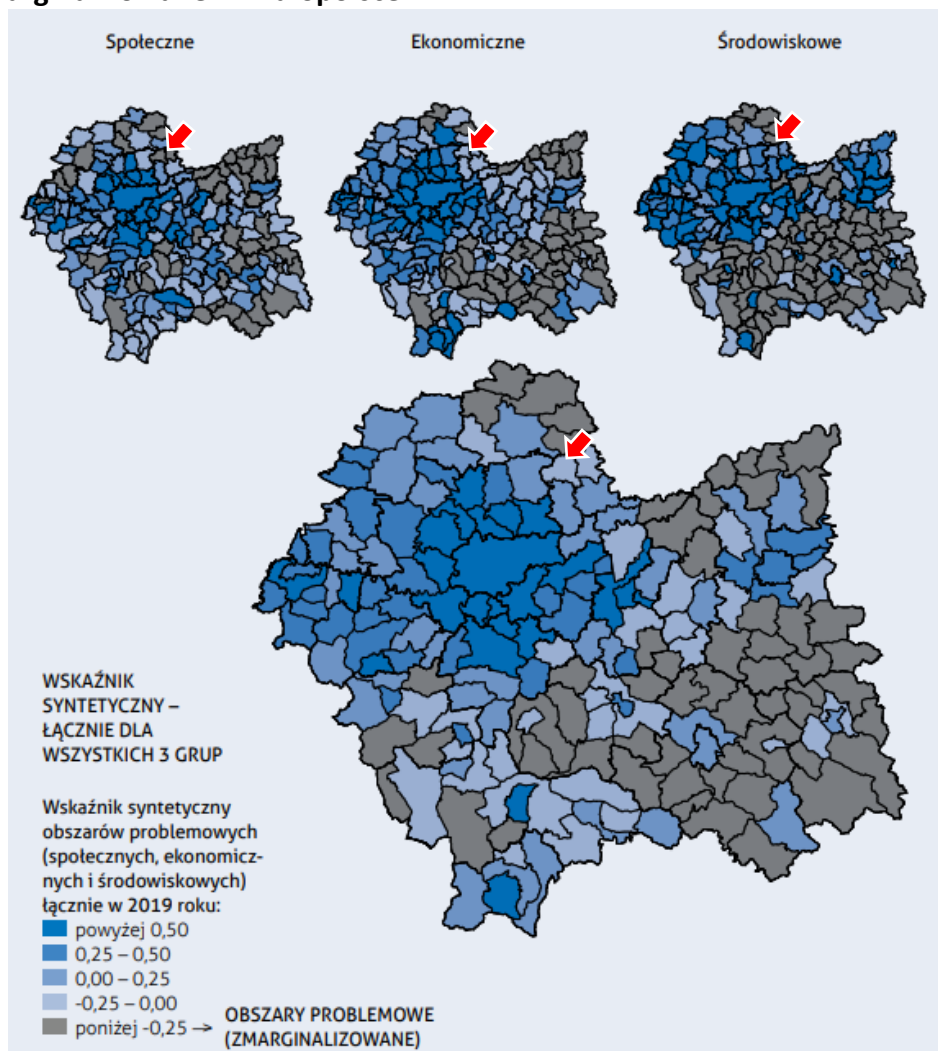 Społeczne
Ekonomiczne
Środowiskowe
WSKAŹNIK
SYNTETYCZNY –
ŁĄCZNIE DLA
WSZYSTKICH 3 GRUP
Wskaźnik syntetyczny
obszarów problemowych
(społecznych, ekonomicz-
nych i środowiskowych)
łącznie w 2019 roku:
powyżej 0,50
0,25 – 0,50
0,00 – 0,25
-0,25 – 0,00
poniżej -0,25 →
OBSZARY PROBLEMOWE
(ZMARGINALIZOWANE)